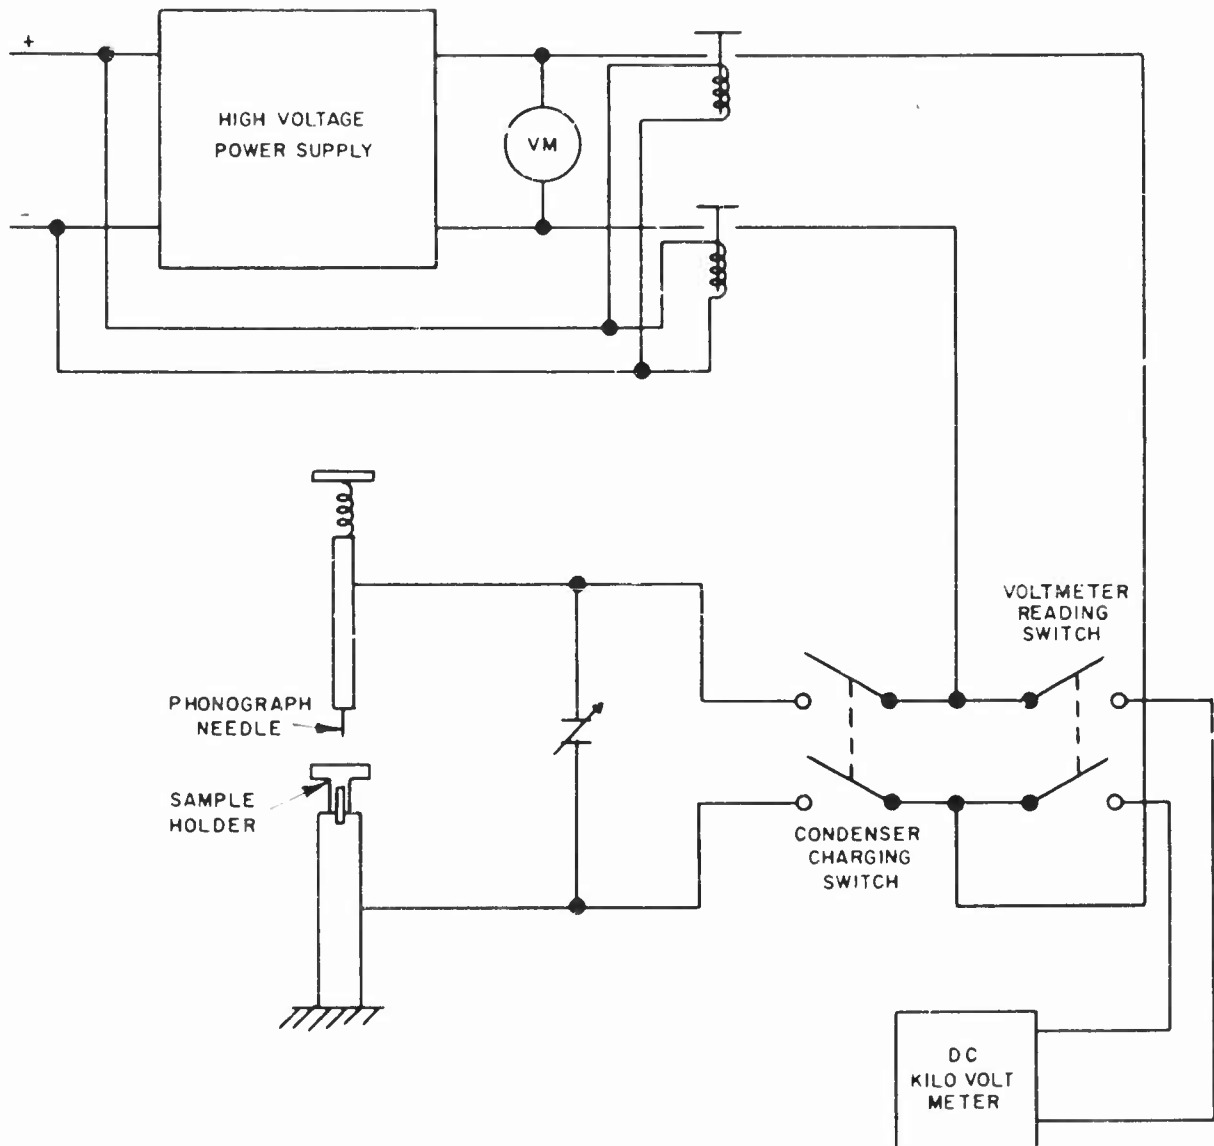 +
HIGH VOLTAGE
POWER SUPPLY
VM
-
VOLTMETER
READING
SWITCH
PHONOGRAPH
NEEDLE
SAMPLE
HOLDER
CONDENSER
CHARGING
SWITCH
DC
KILO VOLT
METER